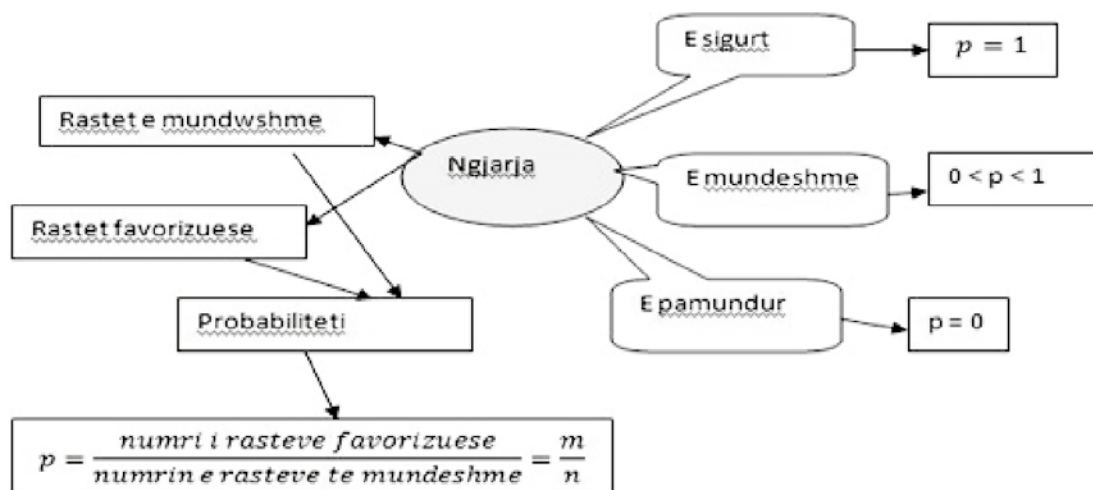 E sigurt
p = 1
Rastet e mundwshme
Ngjarja
E mundeshme
0 < p < 1
Rastet favorizuese
E pamundur
p = 0
Probabiliteti
p = numri i rasteve favorizuese / numrin e rasteve te mundeshme = m / n